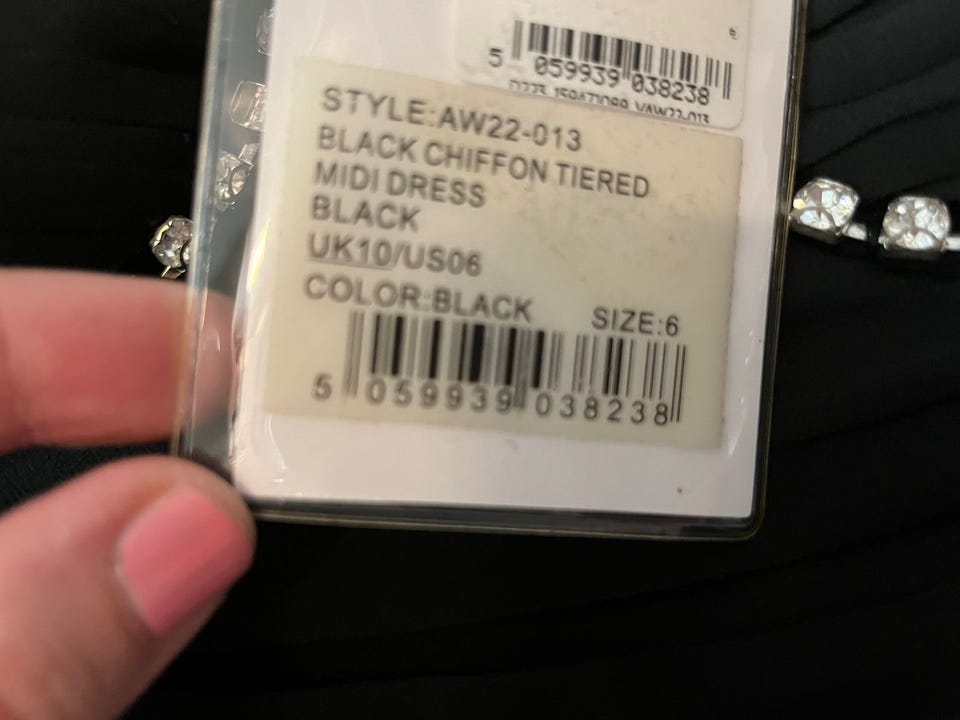 5 059939 038238
STYLE:AW22-013
BLACK CHIFFON TIERED
MIDI DRESS
BLACK
UK10/US06
COLOR:BLACK SIZE:6
5 059939 038238